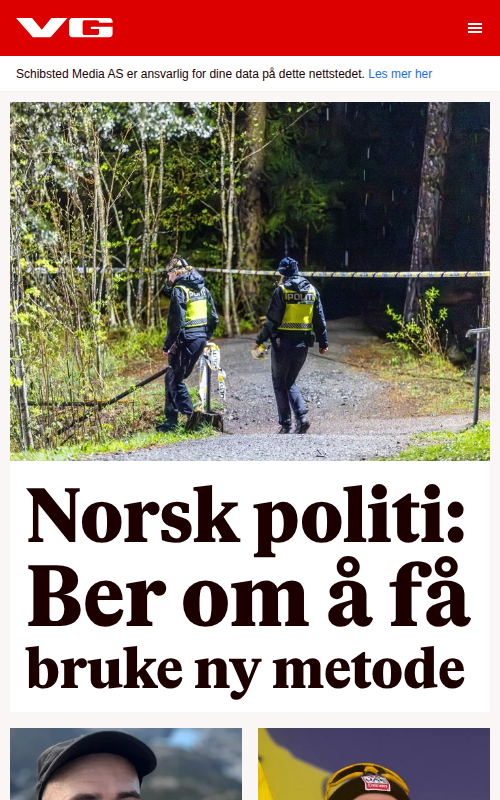 VG
Schibsted Media AS er ansvarlig for dine data på dette nettstedet. Les mer her
POLITI
POLITI
Norsk politi:
Ber om å få
bruke ny metode